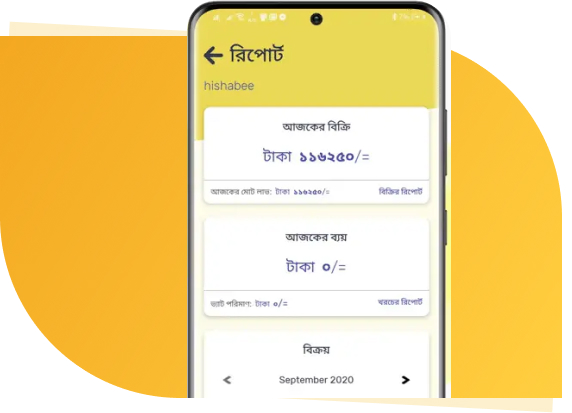 রিপোর্ট
hishabee
আজকের বিক্রি
টাকা ১১৬২৫০/=
আজকের মোট লাভ: টাকা ১১৬২৫০/= বিক্রির রিপোর্ট
আজকের ব্যয়
টাকা ০/=
ভ্যাট পরিমাণ: টাকা ০/= খরচের রিপোর্ট
বিক্রয়
< September 2020 >